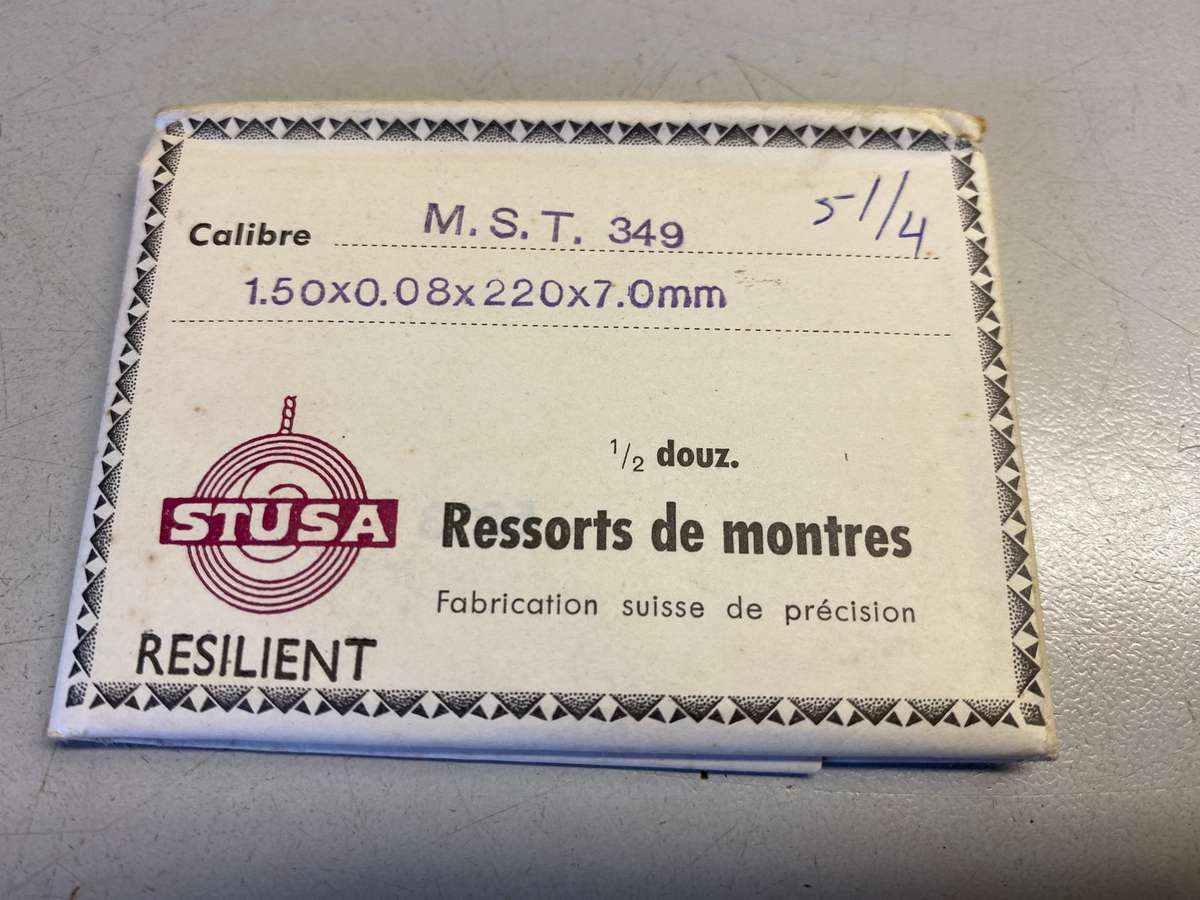 Calibre M.S.T. 349 5 1/4
1.50x0.08x220x7.0mm
1/2 douz.
STUSA
Ressorts de montres
Fabrication suisse de précision
RESILIENT